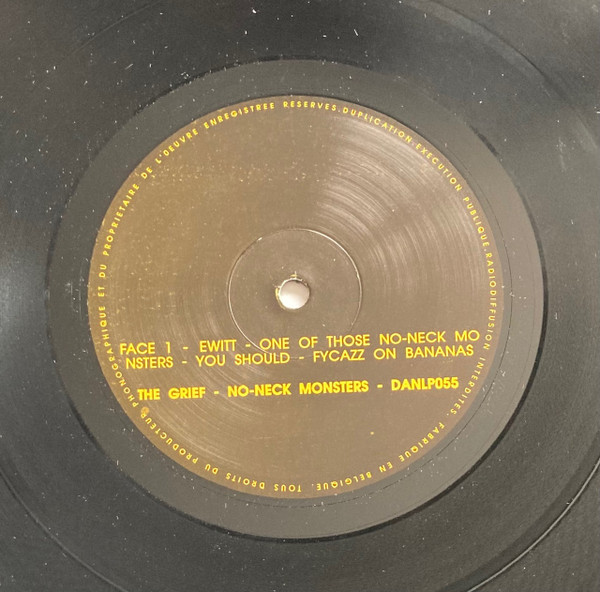 FACE 1 - EWITT - ONE OF THOSE NO-NECK MO
NSTERS - YOU SHOULD - FYCAZZ ON BANANAS
THE GRIEF - NO-NECK MONSTERS - DANLP055
TOUS DROITS DU PRODUCTEUR PHONOGRAPHIQUE ET DU PROPRIETAIRE DE L'OEUVRE ENREGISTREE RESERVES. DUPLICATION EXECUTION PUBLIQUE, RADIODIFFUSION INTERDITES. FABRIQUE EN BELGIQUE.